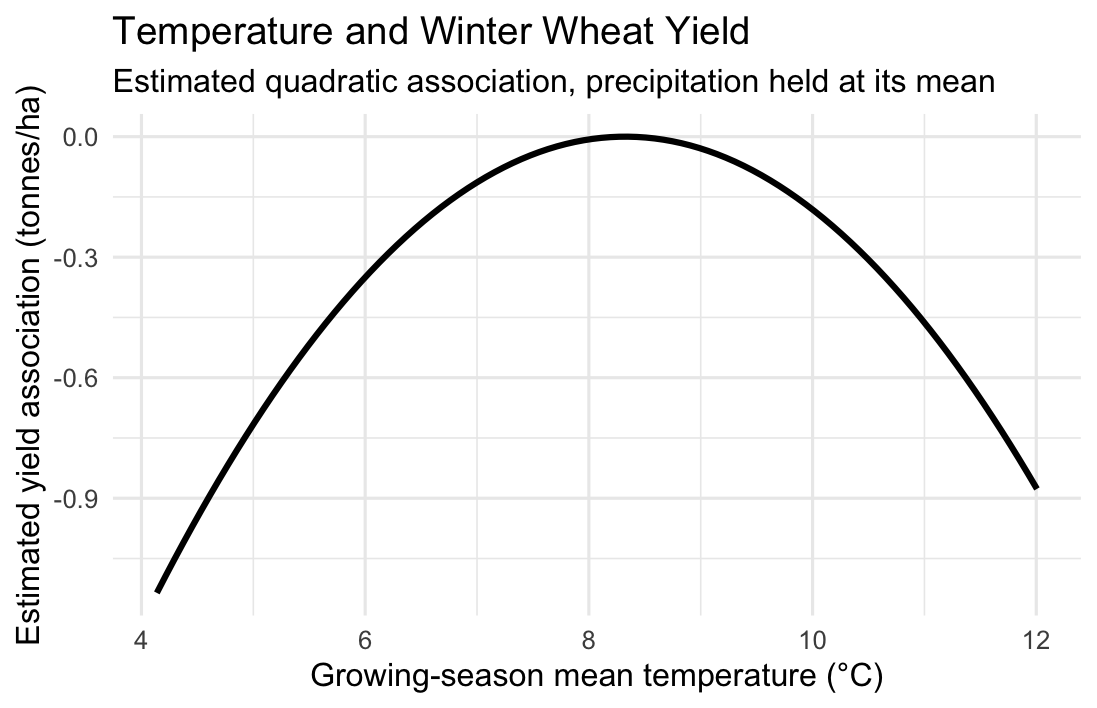 Temperature and Winter Wheat Yield
Estimated quadratic association, precipitation held at its mean
Estimated yield association (tonnes/ha)
0.0
-0.3
-0.6
-0.9
4
6
8
10
12
Growing-season mean temperature (°C)